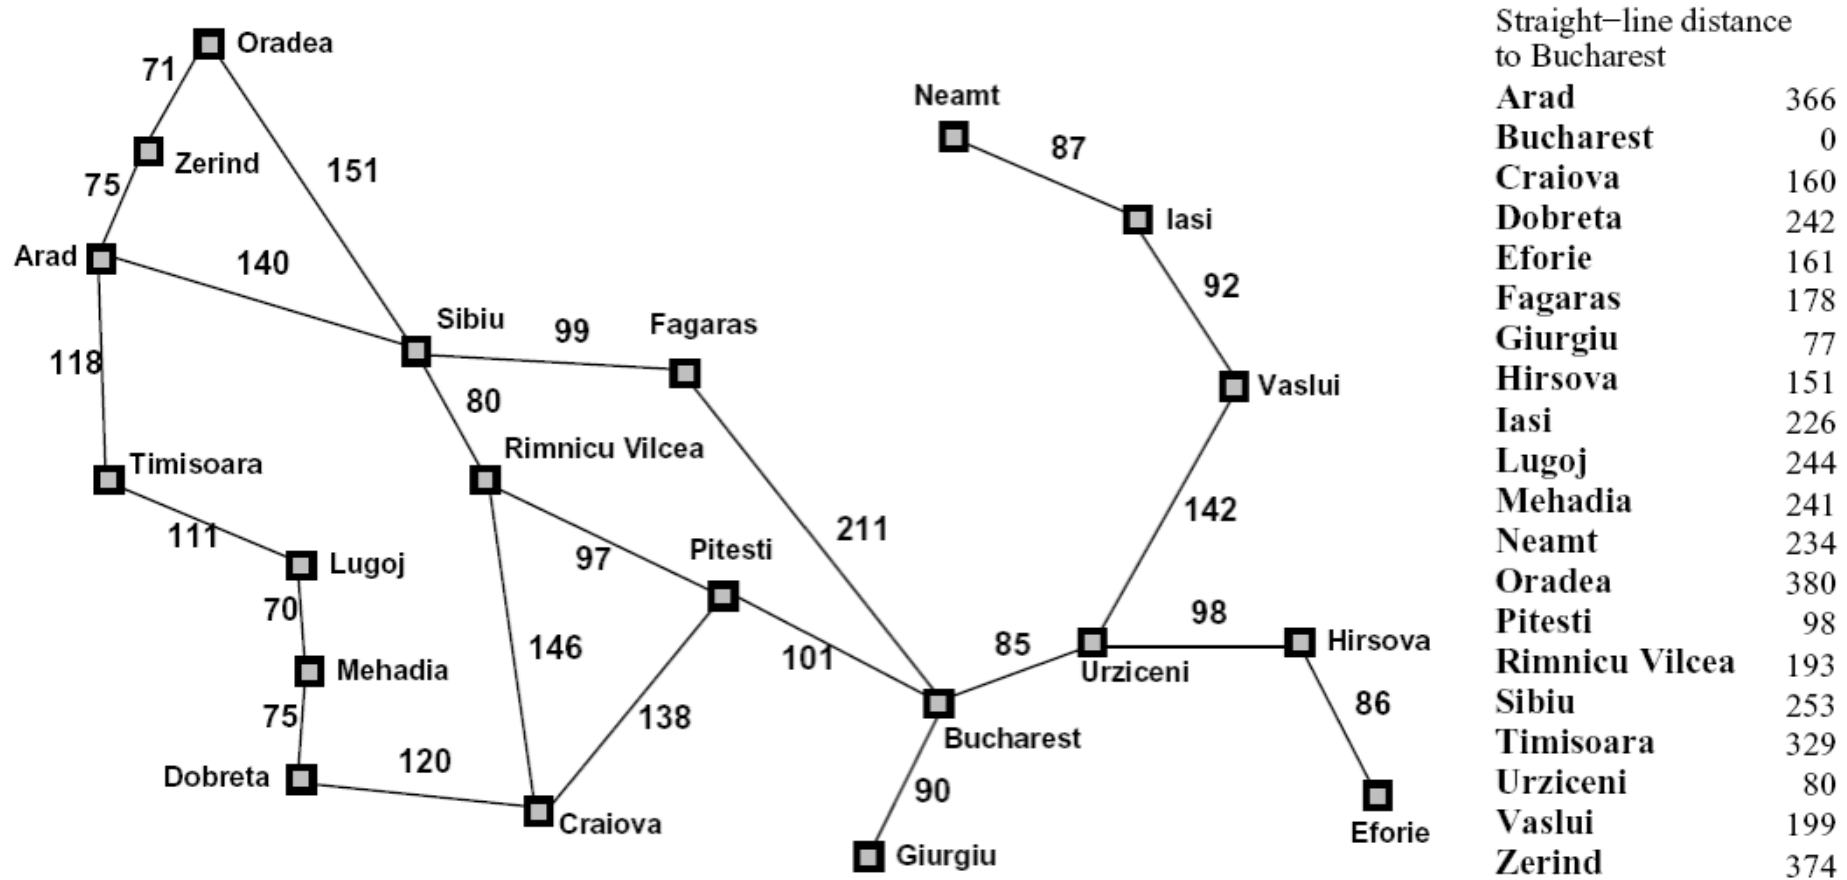 Oradea
71
Neamt
87
Zerind
151
75
Iasi
Arad
140
92
Sibiu
99
Fagaras
118
80
Vaslui
Rimnicu Vilcea
Timisoara
142
111
211
Lugoj
97
Pitesti
70
98
Hirsova
146
101
85
Urziceni
Mehadia
86
75
138
Bucharest
120
Dobreta
90
Craiova
Eforie
Giurgiu
Straight−line distance
to Bucharest
Arad 366
Bucharest 0
Craiova 160
Dobreta 242
Eforie 161
Fagaras 178
Giurgiu 77
Hirsova 151
Iasi 226
Lugoj 244
Mehadia 241
Neamt 234
Oradea 380
Pitesti 98
Rimnicu Vilcea 193
Sibiu 253
Timisoara 329
Urziceni 80
Vaslui 199
Zerind 374